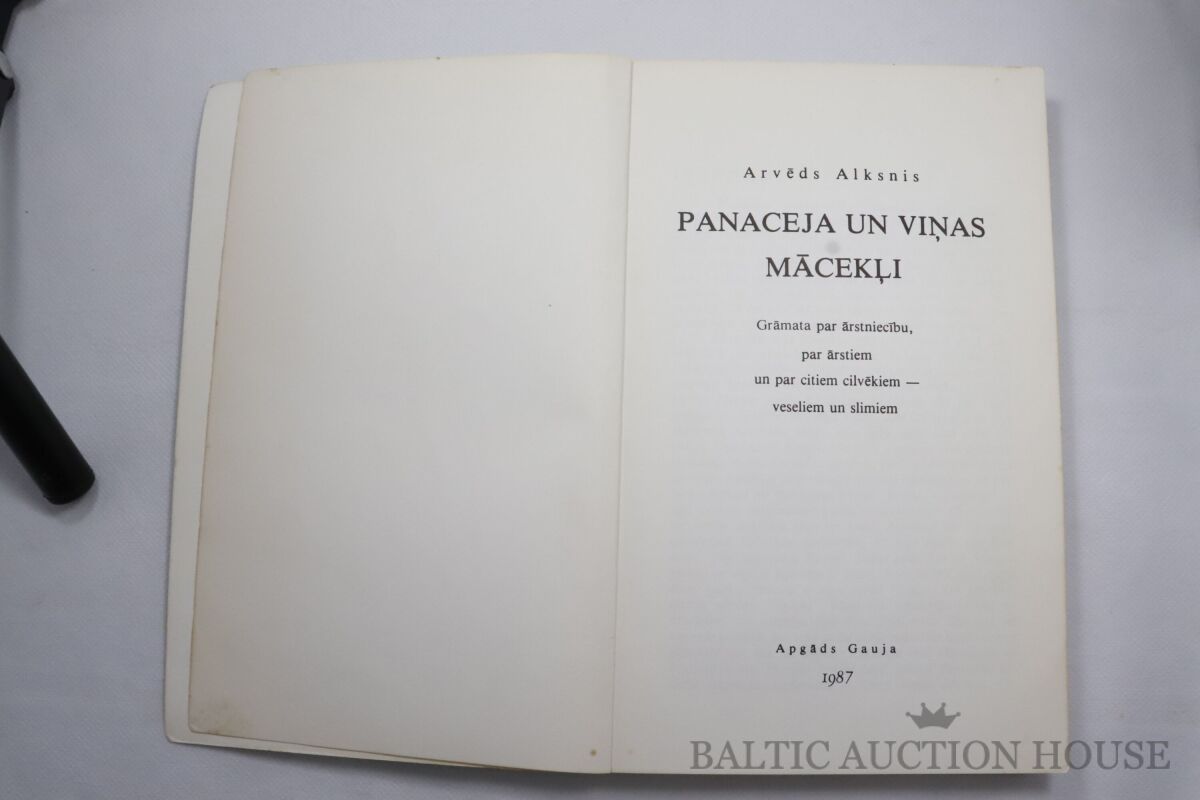 Arvēds Alksnis
PANACEJA UN VIŅAS
MĀCEKĻI
Grāmata par ārstniecību,
par ārstiem
un par citiem cilvēkiem —
veseliem un slimiem
Apgāds Gauja
1987
BALTIC AUCTION HOUSE